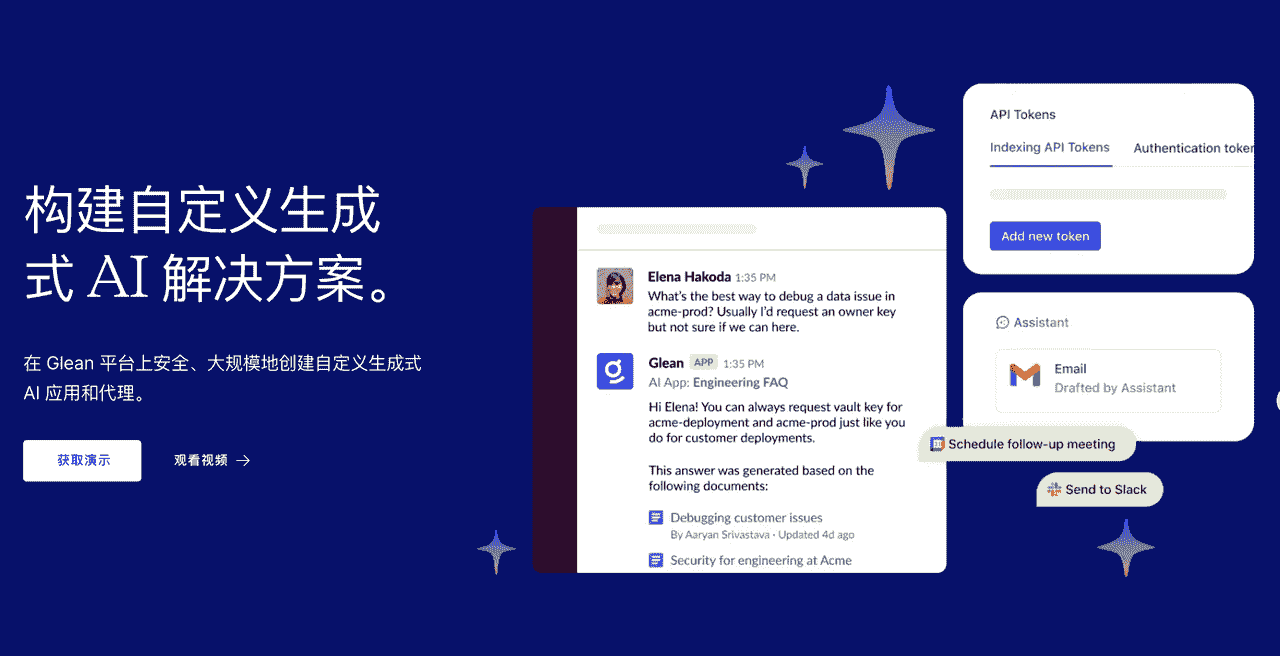 构建自定义生成
式 AI 解决方案。
在 Glean 平台上安全、大规模地创建自定义生成式
AI 应用和代理。
获取演示
观看视频 →
Elena Hakoda 1:35 PM
What's the best way to debug a data issue in
acme-prod? Usually I'd request an owner key
but not sure if we can here.
Glean APP 1:35 PM
AI App: Engineering FAQ
Hi Elena! You can always request vault key for
acme-deployment and acme-prod just like you
do for customer deployments.
This answer was generated based on the
following documents:
Debugging customer issues
By Aaryan Srivastava · Updated 4d ago
Security for engineering at Acme
API Tokens
Indexing API Tokens Authentication toker
Add new token
Assistant
Email
Drafted by Assistant
Schedule follow-up meeting
Send to Slack